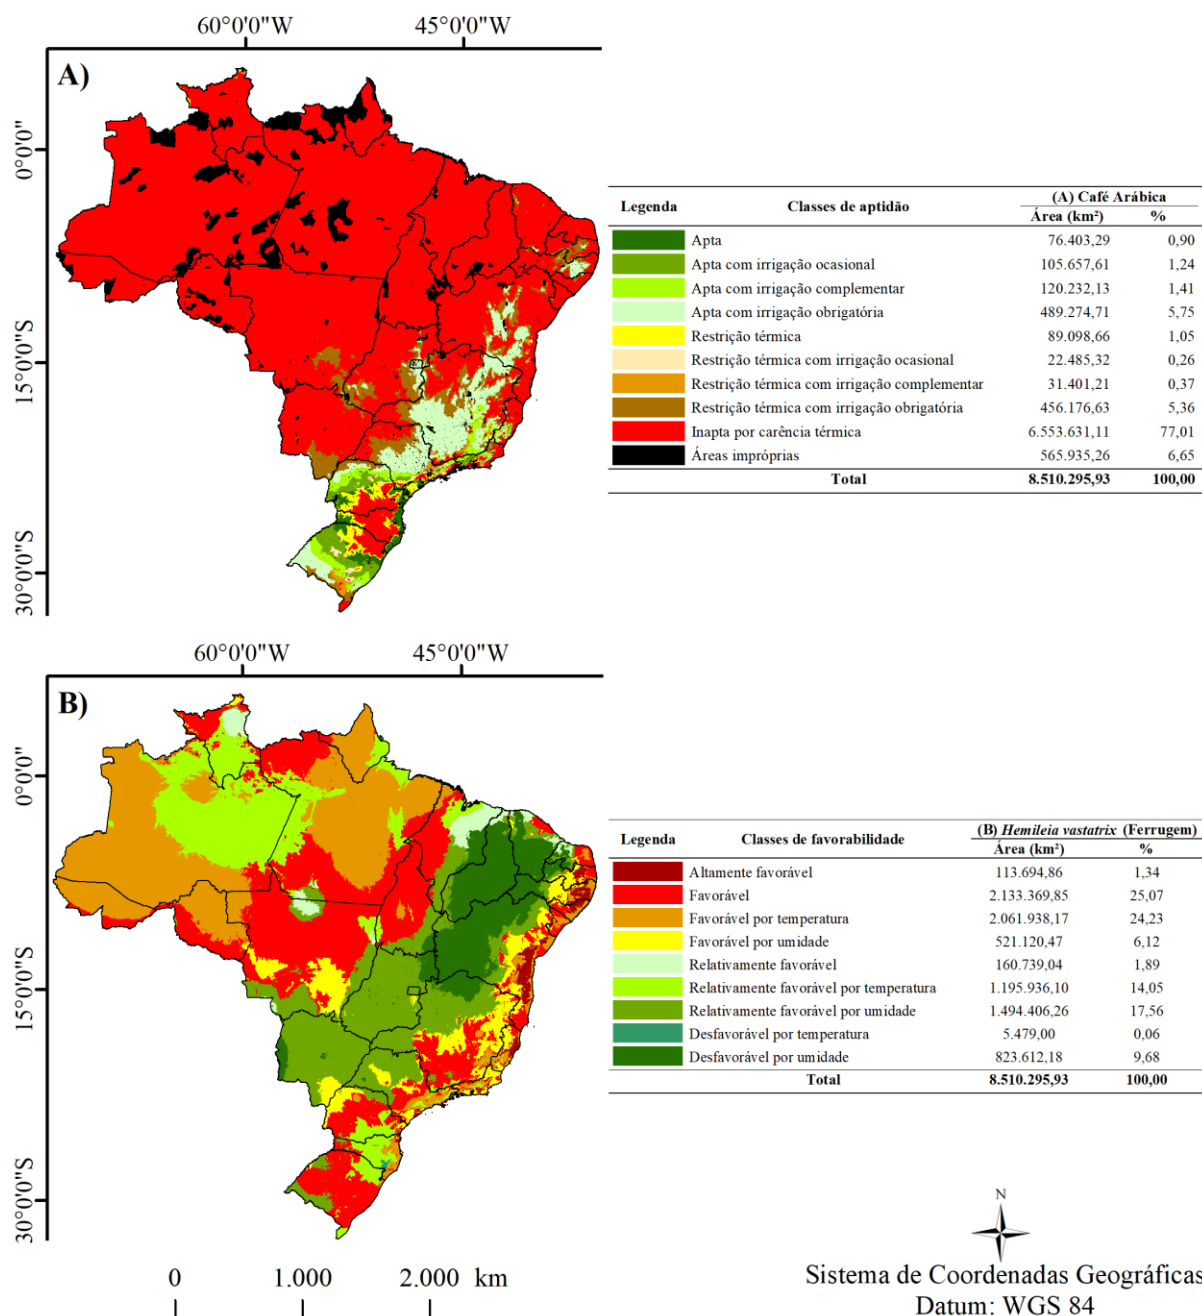 60°0'0"W 45°0'0"W
A)
0°0'0"
15°0'0"S
30°0'0"S
Legenda Classes de aptidão (A) Café Arábica
Área (km²) %
Apta 76.403,29 0,90
Apta com irrigação ocasional 105.657,61 1,24
Apta com irrigação complementar 120.232,13 1,41
Apta com irrigação obrigatória 489.274,71 5,75
Restrição térmica 89.098,66 1,05
Restrição térmica com irrigação ocasional 22.485,32 0,26
Restrição térmica com irrigação complementar 31.401,21 0,37
Restrição térmica com irrigação obrigatória 456.176,63 5,36
Inapta por carência térmica 6.553.631,11 77,01
Áreas impróprias 565.935,26 6,65
Total 8.510.295,93 100,00
60°0'0"W 45°0'0"W
B)
0°0'0"
15°0'0"S
30°0'0"S
Legenda Classes de favorabilidade (B) Hemileia vastatrix (Ferrugem)
Área (km²) %
Altamente favorável 113.694,86 1,34
Favorável 2.133.369,85 25,07
Favorável por temperatura 2.061.938,17 24,23
Favorável por umidade 521.120,47 6,12
Relativamente favorável 160.739,04 1,89
Relativamente favorável por temperatura 1.195.936,10 14,05
Relativamente favorável por umidade 1.494.406,26 17,56
Desfavorável por temperatura 5.479,00 0,06
Desfavorável por umidade 823.612,18 9,68
Total 8.510.295,93 100,00
N
0 1.000 2.000 km
Sistema de Coordenadas Geográficas
Datum: WGS 84